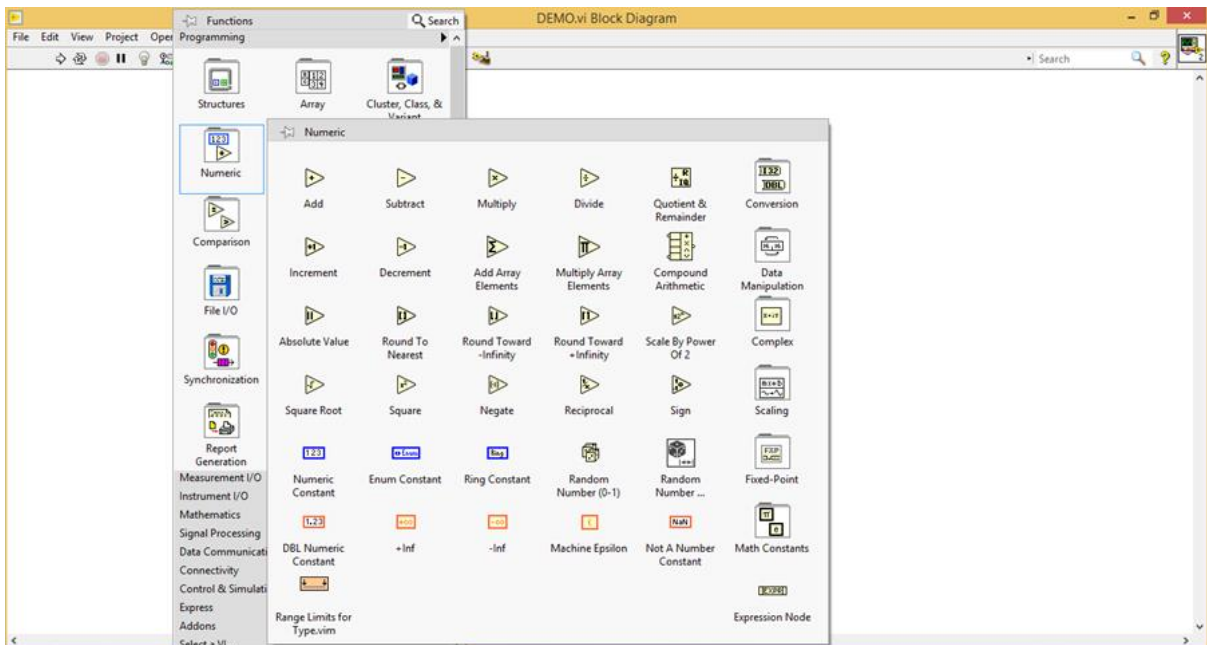 DEMO.vi Block Diagram
File Edit View Project Oper
Functions
Search
Programming
Search
2
Structures
Array
Cluster, Class, &
Variant
Numeric
Comparison
File I/O
Synchronization
Report
Generation
Measurement I/O
Instrument I/O
Mathematics
Signal Processing
Data Communicati
Connectivity
Control & Simulati
Express
Addons
Select a VI
Numeric
Add
Subtract
Multiply
Divide
Quotient &
Remainder
Conversion
Increment
Decrement
Add Array
Elements
Multiply Array
Elements
Compound
Arithmetic
Data
Manipulation
Absolute Value
Round To
Nearest
Round Toward
-Infinity
Round Toward
+Infinity
Scale By Power
Of 2
Complex
Square Root
Square
Negate
Reciprocal
Sign
Scaling
Numeric
Constant
Enum Constant
Ring Constant
Random
Number (0-1)
Random
Number ...
Fixed-Point
DBL Numeric
Constant
+Inf
-Inf
Machine Epsilon
Not A Number
Constant
Math Constants
Range Limits for
Type.vim
Expression Node